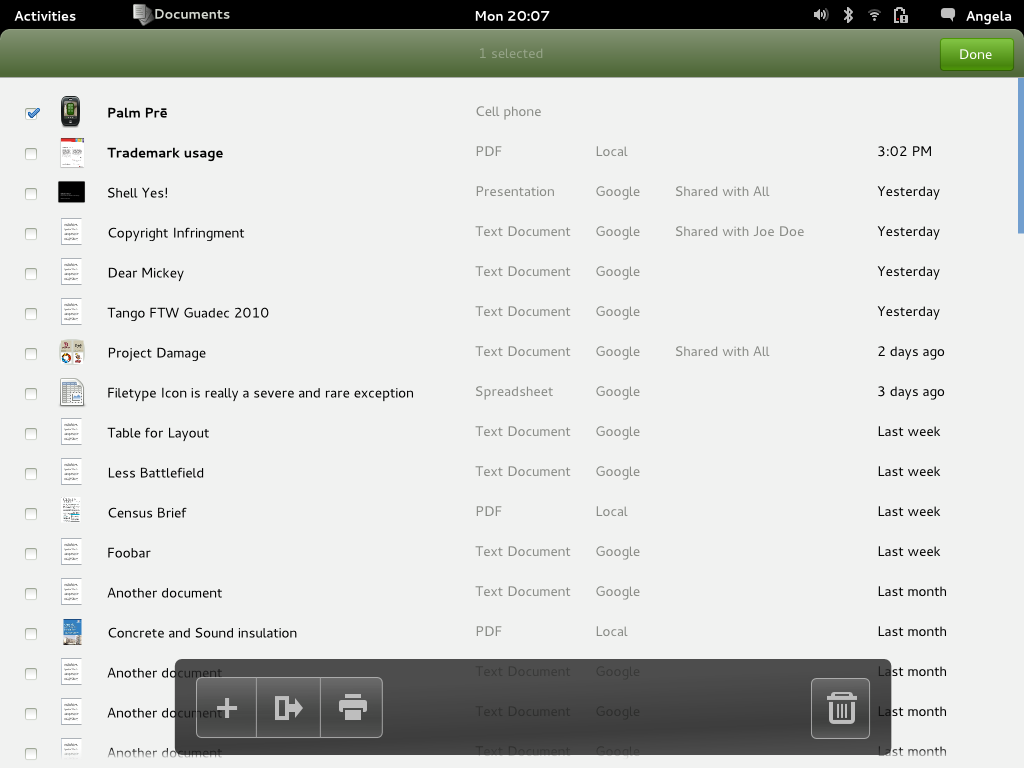 Activities Documents Mon 20:07 Angela
1 selected Done
Palm Prē Cell phone
Trademark usage PDF Local 3:02 PM
Shell Yes! Presentation Google Shared with All Yesterday
Copyright Infringment Text Document Google Shared with Joe Doe Yesterday
Dear Mickey Text Document Google Yesterday
Tango FTW Guadec 2010 Text Document Google Yesterday
Project Damage Text Document Google Shared with All 2 days ago
Filetype Icon is really a severe and rare exception Spreadsheet Google 3 days ago
Table for Layout Text Document Google Last week
Less Battlefield Text Document Google Last week
Census Brief PDF Local Last week
Foobar Text Document Google Last week
Another document Text Document Google Last month
Concrete and Sound insulation PDF Local Last month
Another document Text Document Google Last month
Another document Text Document Google Last month
Another document Text Document Google Last month